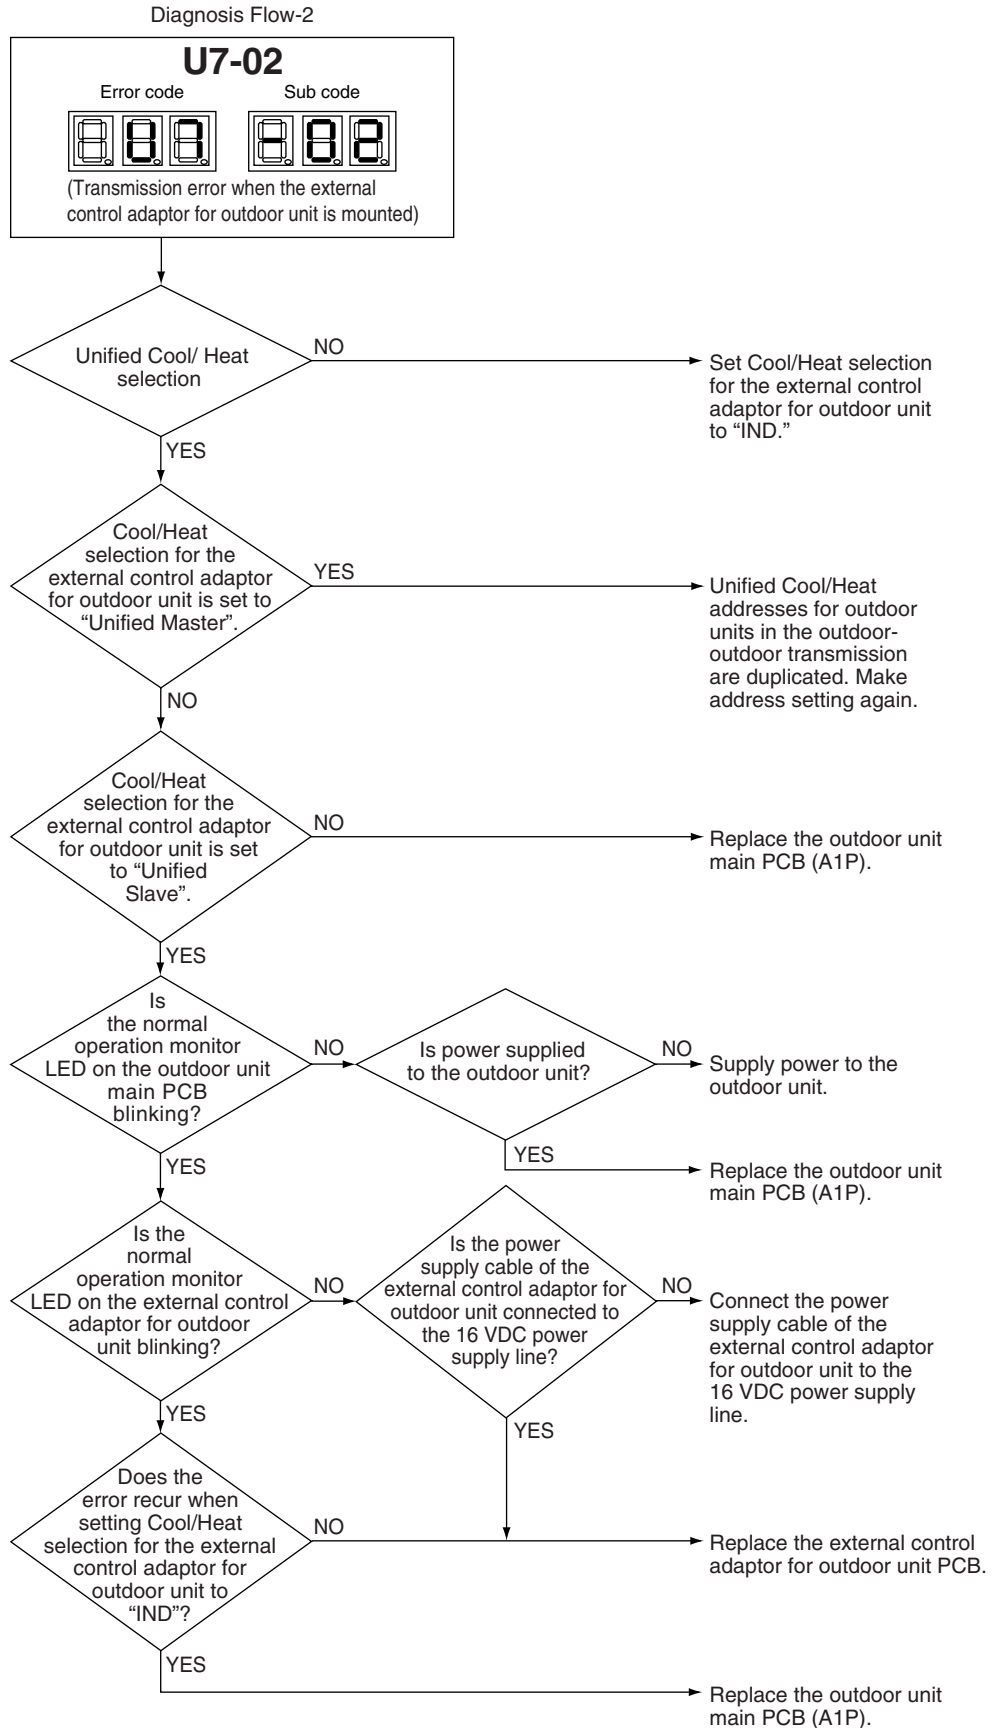 Diagnosis Flow-2
U7-02
Error code
Sub code
U7
-02
(Transmission error when the external
control adaptor for outdoor unit is mounted)
Unified Cool/ Heat
selection
NO
Set Cool/Heat selection
for the external control
adaptor for outdoor unit
to “IND.”
YES
Cool/Heat
selection for the
external control adaptor
for outdoor unit is set to
“Unified Master”.
YES
Unified Cool/Heat
addresses for outdoor
units in the outdoor-
outdoor transmission
are duplicated. Make
address setting again.
NO
Cool/Heat
selection for the
external control adaptor
for outdoor unit is set
to “Unified
Slave”.
NO
Replace the outdoor unit
main PCB (A1P).
YES
Is
the normal
operation monitor
LED on the outdoor unit
main PCB
blinking?
NO
Is power supplied
to the outdoor unit?
NO
Supply power to the
outdoor unit.
YES
Replace the outdoor unit
main PCB (A1P).
YES
Is the
normal
operation monitor
LED on the external control
adaptor for outdoor
unit blinking?
NO
Is the power
supply cable of the
external control adaptor for
outdoor unit connected to
the 16 VDC power
supply line?
NO
Connect the power
supply cable of the
external control adaptor
for outdoor unit to the
16 VDC power supply
line.
YES
YES
Does the
error recur when
setting Cool/Heat
selection for the external
control adaptor for
outdoor unit to
“IND”?
NO
Replace the external control
adaptor for outdoor unit PCB.
YES
Replace the outdoor unit
main PCB (A1P).